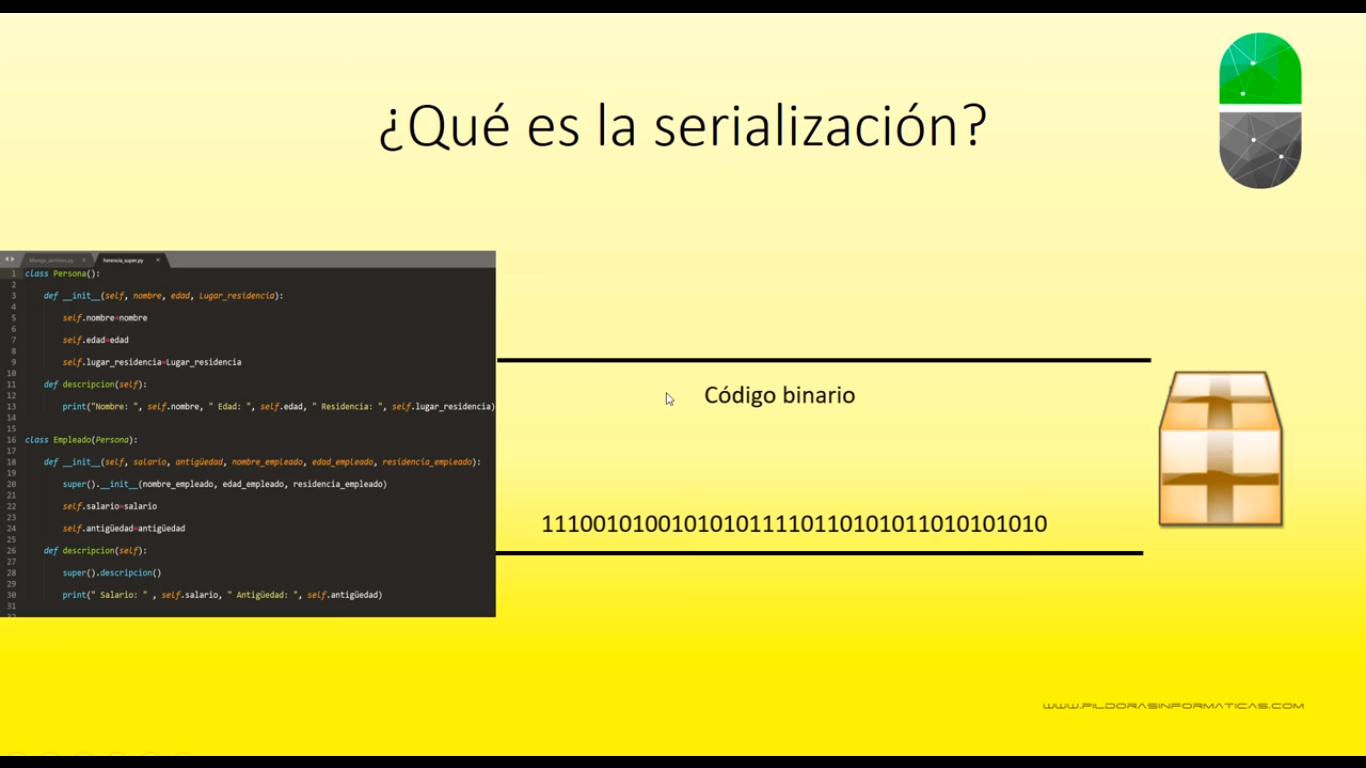 ¿Qué es la serialización?
herencia_super.py
1 class Persona():
2
3 def __init__(self, nombre, edad, Lugar_residencia):
4
5 self.nombre=nombre
6
7 self.edad=edad
8
9 self.lugar_residencia=Lugar_residencia
10
11 def descripcion(self):
12
13 print("Nombre: ", self.nombre, " Edad: ", self.edad, " Residencia: ", self.lugar_residencia)
14
15
16 class Empleado(Persona):
17
18 def __init__(self, salario, antigüedad, nombre_empleado, edad_empleado, residencia_empleado):
19
20 super().__init__(nombre_empleado, edad_empleado, residencia_empleado)
21
22 self.salario=salario
23
24 self.antigüedad=antigüedad
25
26 def descripcion(self):
27
28 super().descripcion()
29
30 print(" Salario: " , self.salario, " Antigüedad: ", self.antigüedad)
31
Código binario
111001010010101011110110101011010101010
WWW.PILDORASINFORMATICAS.COM